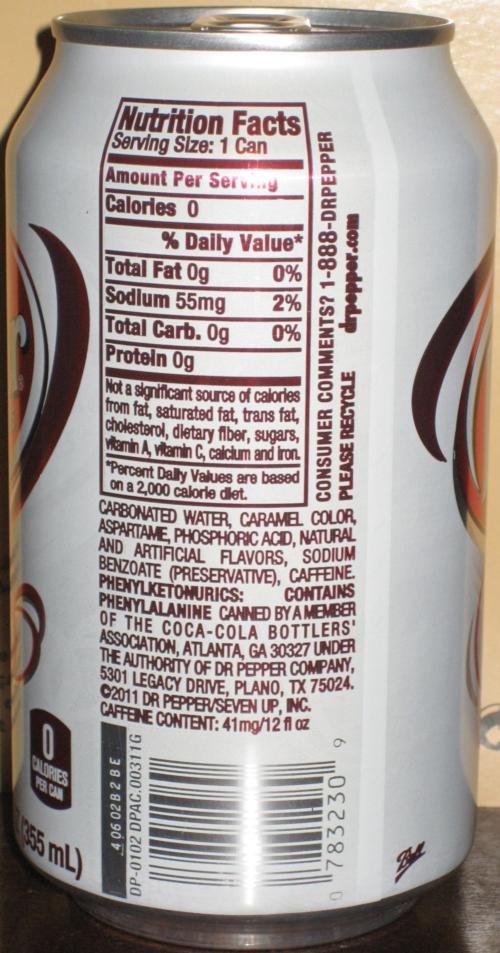 Nutrition Facts
Serving Size: 1 Can
Amount Per Serving
Calories 0
% Daily Value*
Total Fat 0g 0%
Sodium 55mg 2%
Total Carb. 0g 0%
Protein 0g
Not a significant source of calories
from fat, saturated fat, trans fat,
cholesterol, dietary fiber, sugars,
vitamin A, vitamin C, calcium and iron.
*Percent Daily Values are based
on a 2,000 calorie diet.
CONSUMER COMMENTS? 1-888-DRPEPPER
PLEASE RECYCLE drpepper.com
CARBONATED WATER, CARAMEL COLOR,
ASPARTAME, PHOSPHORIC ACID, NATURAL
AND ARTIFICIAL FLAVORS, SODIUM
BENZOATE (PRESERVATIVE), CAFFEINE.
PHENYLKETONURICS: CONTAINS
PHENYLALANINE CANNED BY A MEMBER
OF THE COCA-COLA BOTTLERS'
ASSOCIATION, ATLANTA, GA 30327 UNDER
THE AUTHORITY OF DR PEPPER COMPANY,
5301 LEGACY DRIVE, PLANO, TX 75024.
©2011 DR PEPPER/SEVEN UP, INC.
CAFFEINE CONTENT: 41mg/12 fl oz
0
CALORIES
PER CAN
(355 mL)
40602B2BE
DP-0102 DPAC.00311G
0 783230 9
Ball